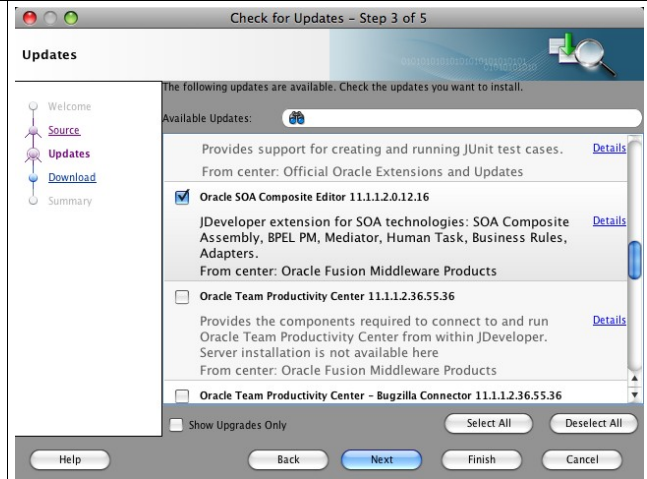 Check for Updates – Step 3 of 5
Updates
The following updates are available. Check the updates you want to install.
Welcome
Source
Updates
Download
Summary
Available Updates:
Provides support for creating and running JUnit test cases.
Details
From center: Official Oracle Extensions and Updates
Oracle SOA Composite Editor 11.1.1.2.0.12.16
JDeveloper extension for SOA technologies: SOA Composite
Details
Assembly, BPEL PM, Mediator, Human Task, Business Rules,
Adapters.
From center: Oracle Fusion Middleware Products
Oracle Team Productivity Center 11.1.1.2.36.55.36
Provides the components required to connect to and run
Details
Oracle Team Productivity Center from within JDeveloper.
Server installation is not available here
From center: Oracle Fusion Middleware Products
Oracle Team Productivity Center – Bugzilla Connector 11.1.1.2.36.55.36
Show Upgrades Only
Select All
Deselect All
Help
Back
Next
Finish
Cancel